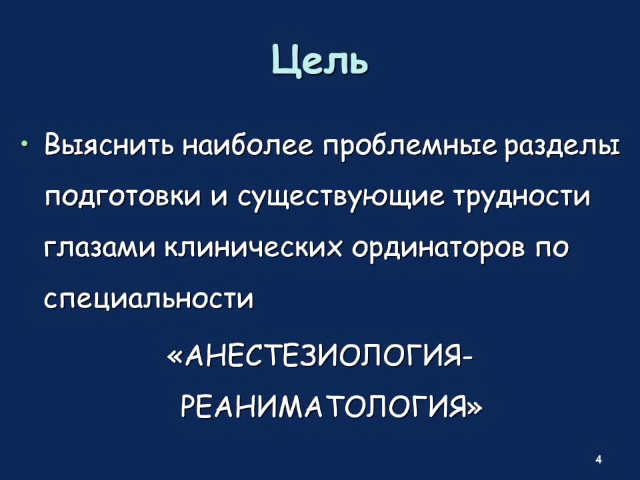 Цель
• Выяснить наиболее проблемные разделы
подготовки и существующие трудности
глазами клинических ординаторов по
специальности
«АНЕСТЕЗИОЛОГИЯ-
РЕАНИМАТОЛОГИЯ»
4